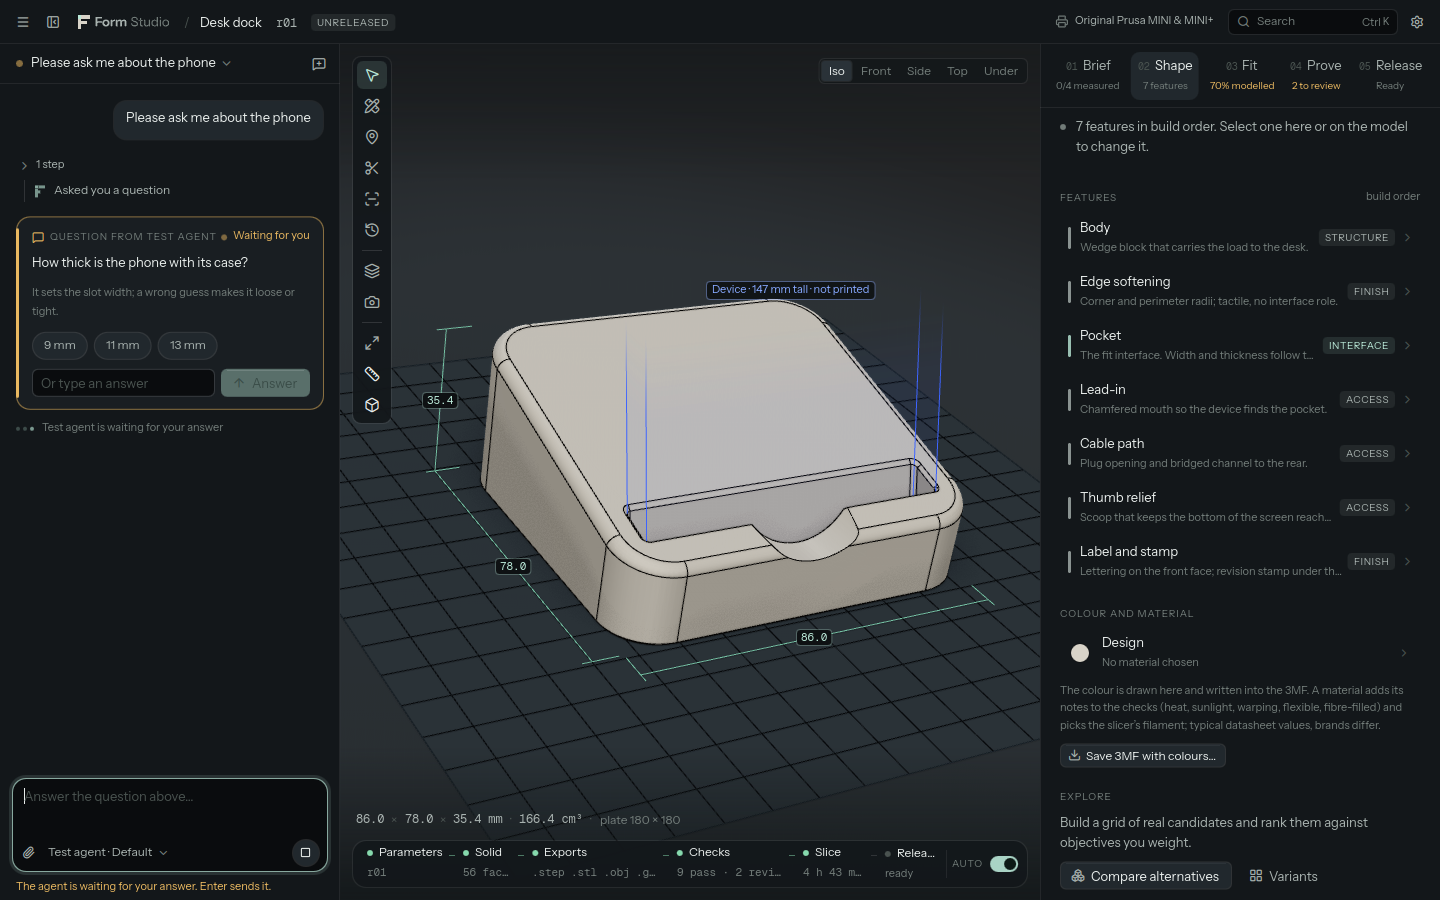 Form Studio / Desk dock r01 UNRELEASED
Original Prusa MINI & MINI+
Search Ctrl K
Please ask me about the phone
Please ask me about the phone
1 step
Asked you a question
QUESTION FROM TEST AGENT Waiting for you
How thick is the phone with its case?
It sets the slot width; a wrong guess makes it loose or
tight.
9 mm 11 mm 13 mm
Or type an answer
Answer
Test agent is waiting for your answer
Answer the question above…
Test agent · Default
The agent is waiting for your answer. Enter sends it.
Iso Front Side Top Under
Device · 147 mm tall · not printed
35.4
78.0
86.0
86.0 × 78.0 × 35.4 mm · 166.4 cm³ · plate 180 × 180
Parameters Solid Exports Checks Slice Relea…
r01 56 fac… .step .stl .obj .g… 9 pass · 2 revi… 4 h 43 m… ready
AUTO
01 Brief 02 Shape 03 Fit 04 Prove 05 Release
0/4 measured 7 features 70% modelled 2 to review Ready
7 features in build order. Select one here or on the model
to change it.
FEATURES build order
Body
Wedge block that carries the load to the desk.
STRUCTURE
Edge softening
Corner and perimeter radii; tactile, no interface role.
FINISH
Pocket
The fit interface. Width and thickness follow t…
INTERFACE
Lead-in
Chamfered mouth so the device finds the pocket.
ACCESS
Cable path
Plug opening and bridged channel to the rear.
ACCESS
Thumb relief
Scoop that keeps the bottom of the screen reach…
ACCESS
Label and stamp
Lettering on the front face; revision stamp under th…
FINISH
COLOUR AND MATERIAL
Design
No material chosen
The colour is drawn here and written into the 3MF. A material adds its
notes to the checks (heat, sunlight, warping, flexible, fibre-filled) and
picks the slicer's filament; typical datasheet values, brands differ.
Save 3MF with colours…
EXPLORE
Build a grid of real candidates and rank them against
objectives you weight.
Compare alternatives Variants